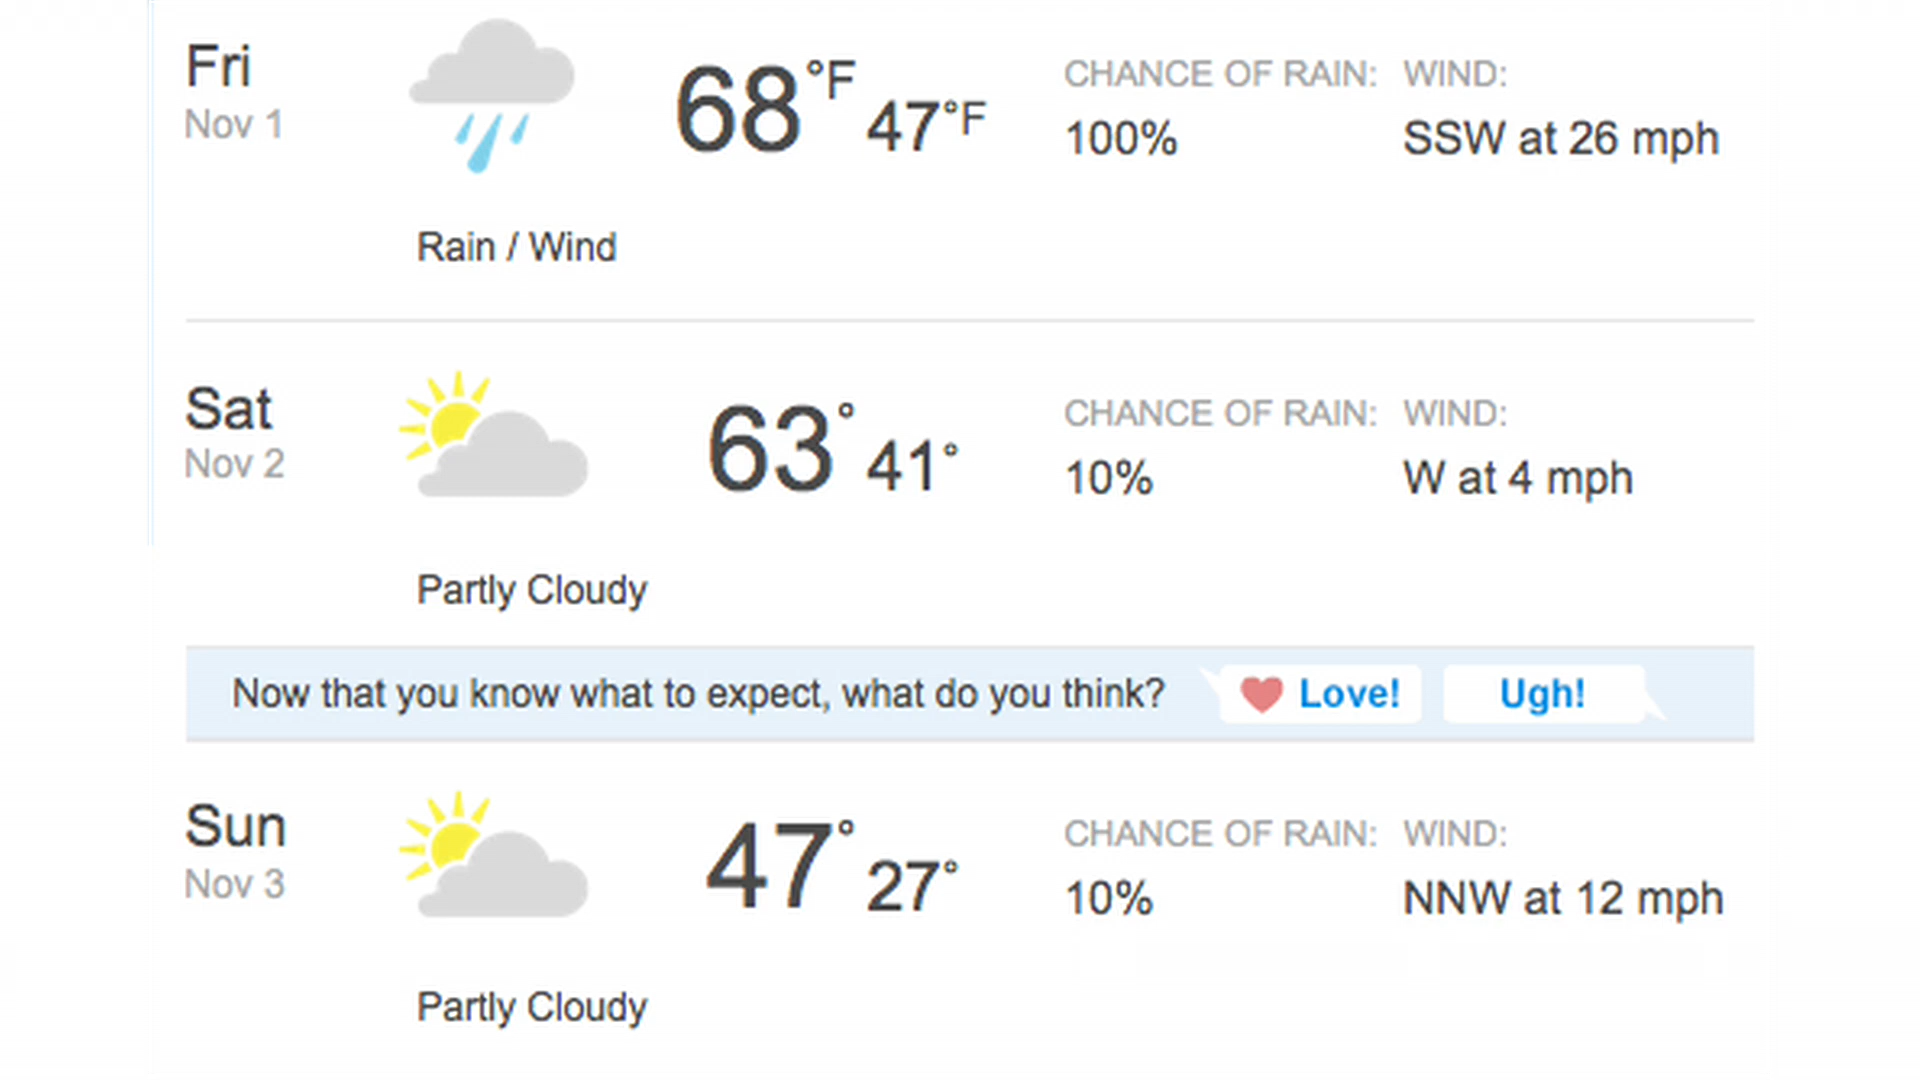 Fri
Nov 1
68°F 47°F
CHANCE OF RAIN: WIND:
100% SSW at 26 mph
Rain / Wind
Sat
Nov 2
63° 41°
CHANCE OF RAIN: WIND:
10% W at 4 mph
Partly Cloudy
Now that you know what to expect, what do you think? Love! Ugh!
Sun
Nov 3
47° 27°
CHANCE OF RAIN: WIND:
10% NNW at 12 mph
Partly Cloudy